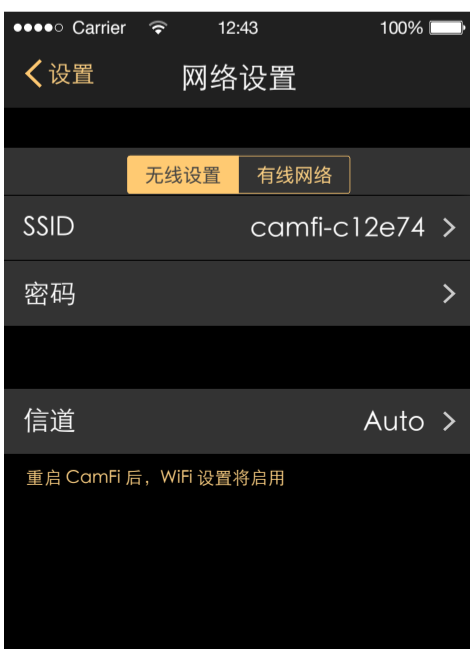 Carrier 12:43 100%
设置 网络设置
无线设置 有线网络
SSID camfi-c12e74 >
密码 >
信道 Auto >
重启 CamFi 后，WiFi 设置将启用